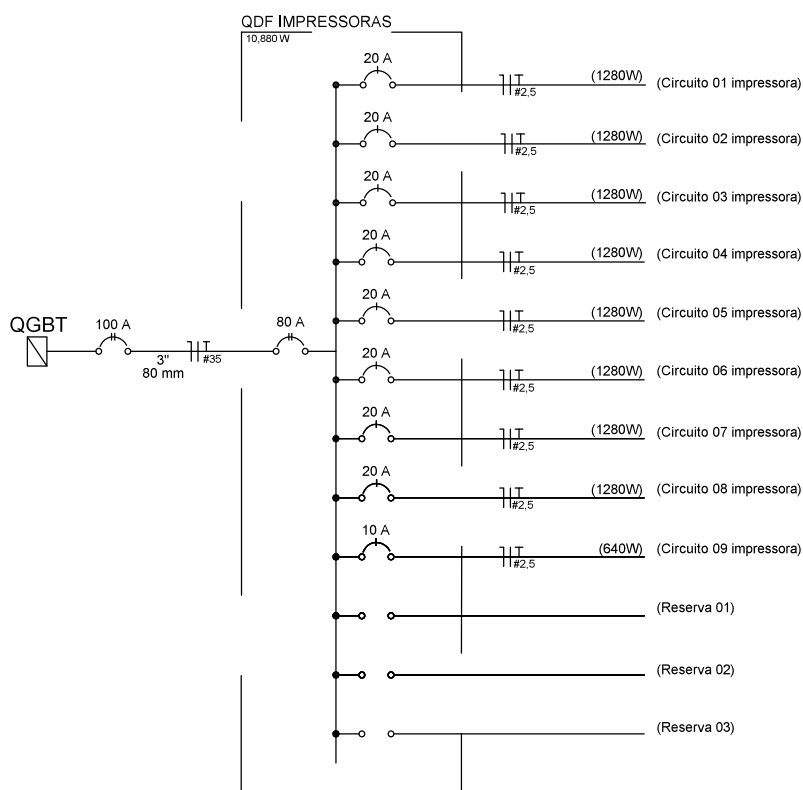 QDF IMPRESSORAS
10,880 W
20 A
#2,5
(1280W)
(Circuito 01 impressora)
20 A
#2,5
(1280W)
(Circuito 02 impressora)
20 A
#2,5
(1280W)
(Circuito 03 impressora)
20 A
#2,5
(1280W)
(Circuito 04 impressora)
20 A
#2,5
(1280W)
(Circuito 05 impressora)
QGBT
100 A
3"
80 mm
#35
80 A
20 A
#2,5
(1280W)
(Circuito 06 impressora)
20 A
#2,5
(1280W)
(Circuito 07 impressora)
20 A
#2,5
(1280W)
(Circuito 08 impressora)
10 A
#2,5
(640W)
(Circuito 09 impressora)
(Reserva 01)
(Reserva 02)
(Reserva 03)